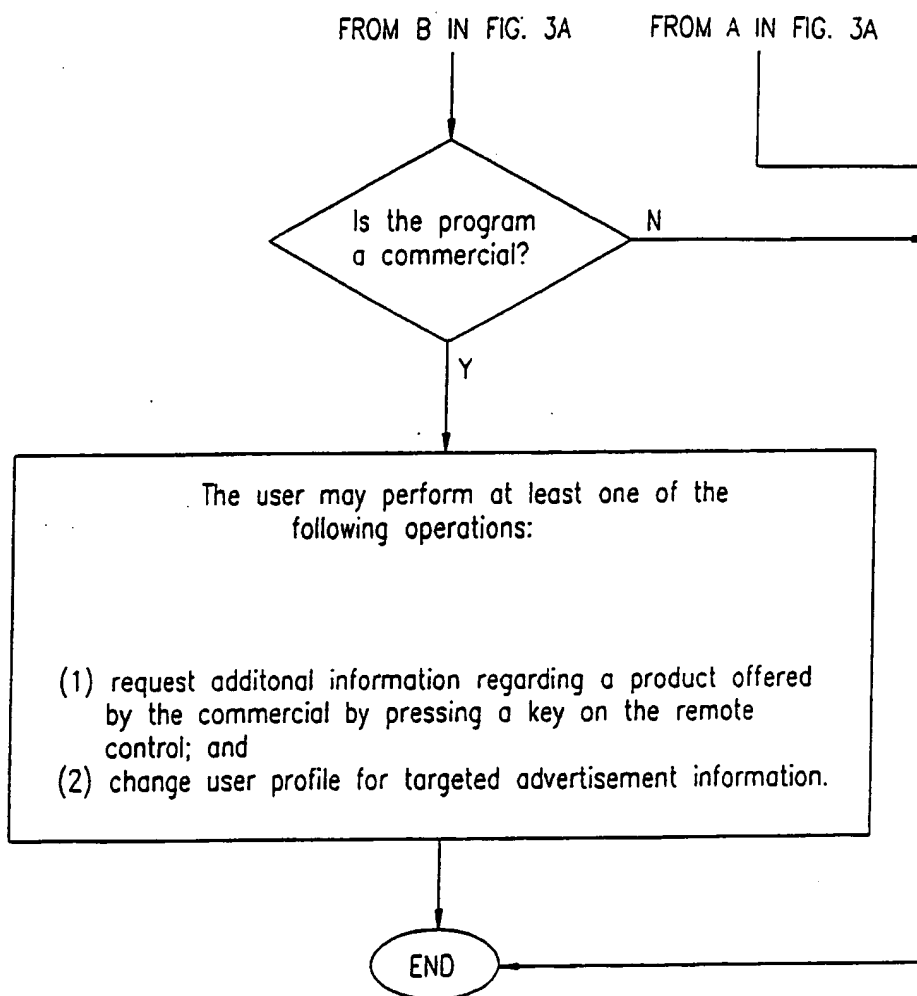 FROM B IN FIG. 3A
FROM A IN FIG. 3A
Is the program
a commercial?
N
Y
The user may perform at least one of the
following operations:
(1) request additonal information regarding a product offered
by the commercial by pressing a key on the remote
control; and
(2) change user profile for targeted advertisement information.
END